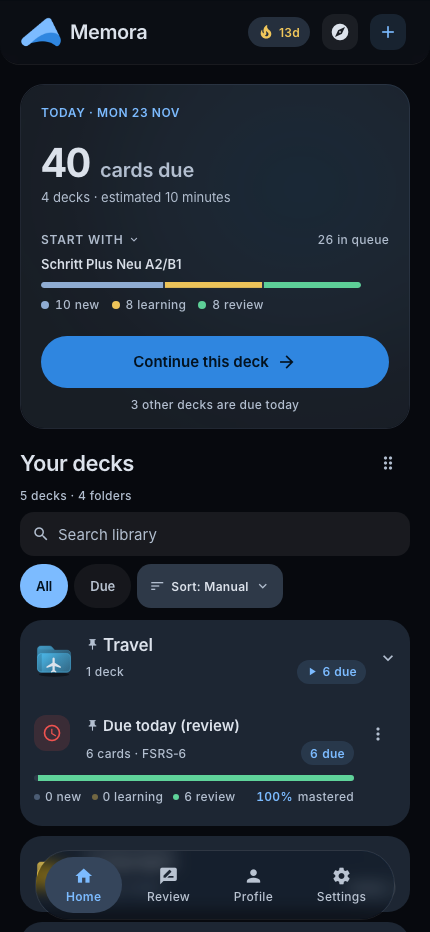 Memora
13d
TODAY · MON 23 NOV
40 cards due
4 decks · estimated 10 minutes
START WITH
26 in queue
Schritt Plus Neu A2/B1
10 new
8 learning
8 review
Continue this deck
3 other decks are due today
Your decks
5 decks · 4 folders
Search library
All
Due
Sort: Manual
Travel
1 deck
6 due
Due today (review)
6 cards · FSRS-6
6 due
0 new
0 learning
6 review
100% mastered
Home
Review
Profile
Settings